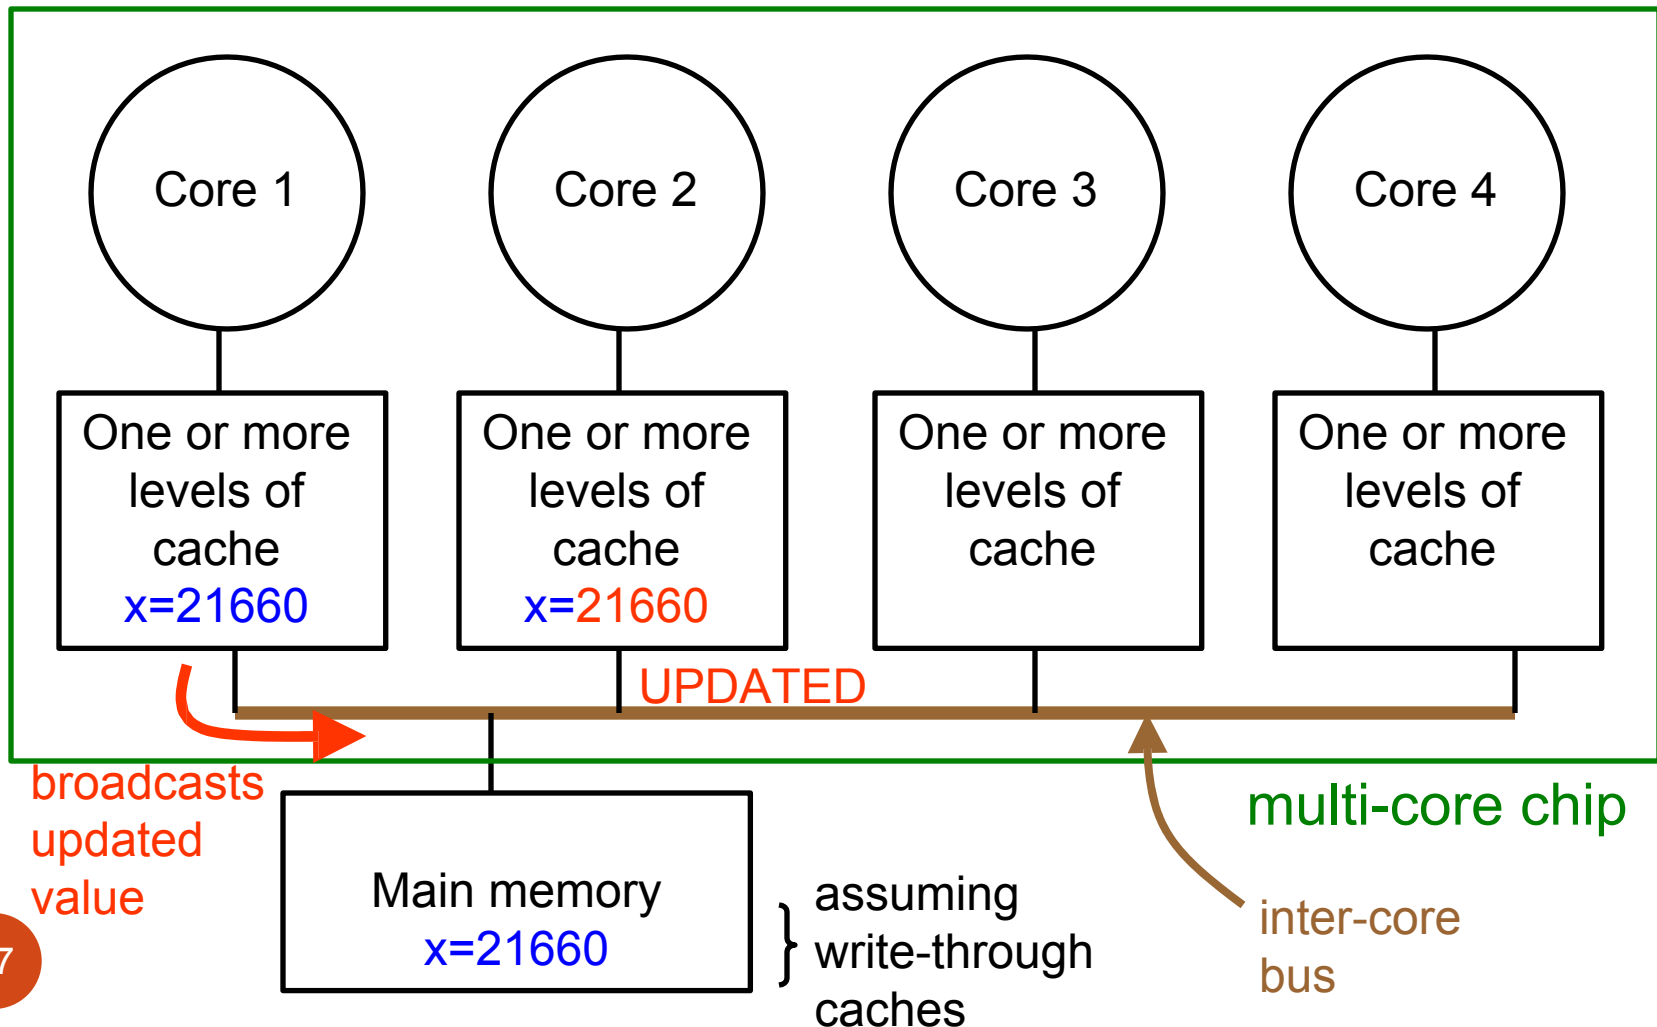 Core 1
Core 2
Core 3
Core 4
One or more
levels of
cache
x=21660
One or more
levels of
cache
x=21660
One or more
levels of
cache
One or more
levels of
cache
UPDATED
broadcasts
updated
value
multi-core chip
Main memory
x=21660
assuming
write-through
caches
inter-core
bus
7